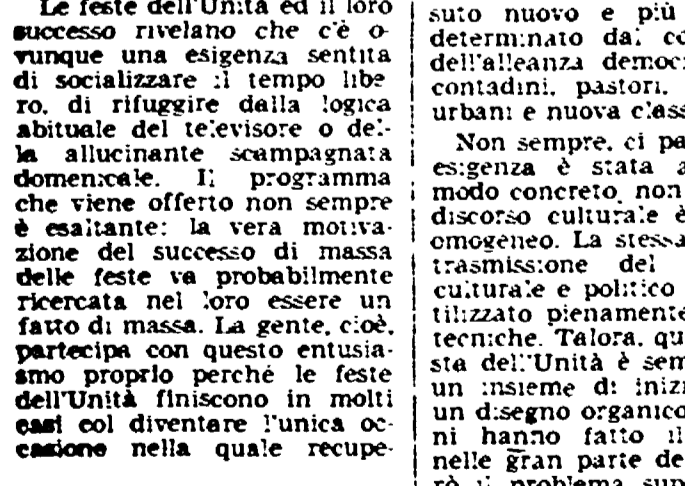 Le feste dell'Unità ed il loro
successo rivelano che c'è o-
vunque una esigenza sentita
di socializzare il tempo libe
ro, di rifuggire dalla logica
abituale del televisore o del-
la allucinante scampagnata
domenicale. Il programma
che viene offerto non sempre
è esaltante: la vera motiva-
zione del successo di massa
delle feste va probabilmente
ricercata nel loro essere un
fatto di massa. La gente, cioè,
partecipa con questo entusia-
smo proprio perché le feste
dell'Unità finiscono in molti
casi col diventare l'unica oc-
casione nella quale recupe-
suto nuovo e più
determinato dal co
dell'alleanza democ
contadini, pastori,
urbani e nuova class
Non sempre, ci pa
esigenza è stata a
modo concreto, non
discorso culturale è
omogeneo. La stessa
trasmissione del
culturale e politico
tilizzato pienamente
tecniche. Talora, qu
sta dell'Unità è sem
un insieme di inizi
un disegno organico
ni hanno fatto il
nelle gran parte de
rò il problema sup